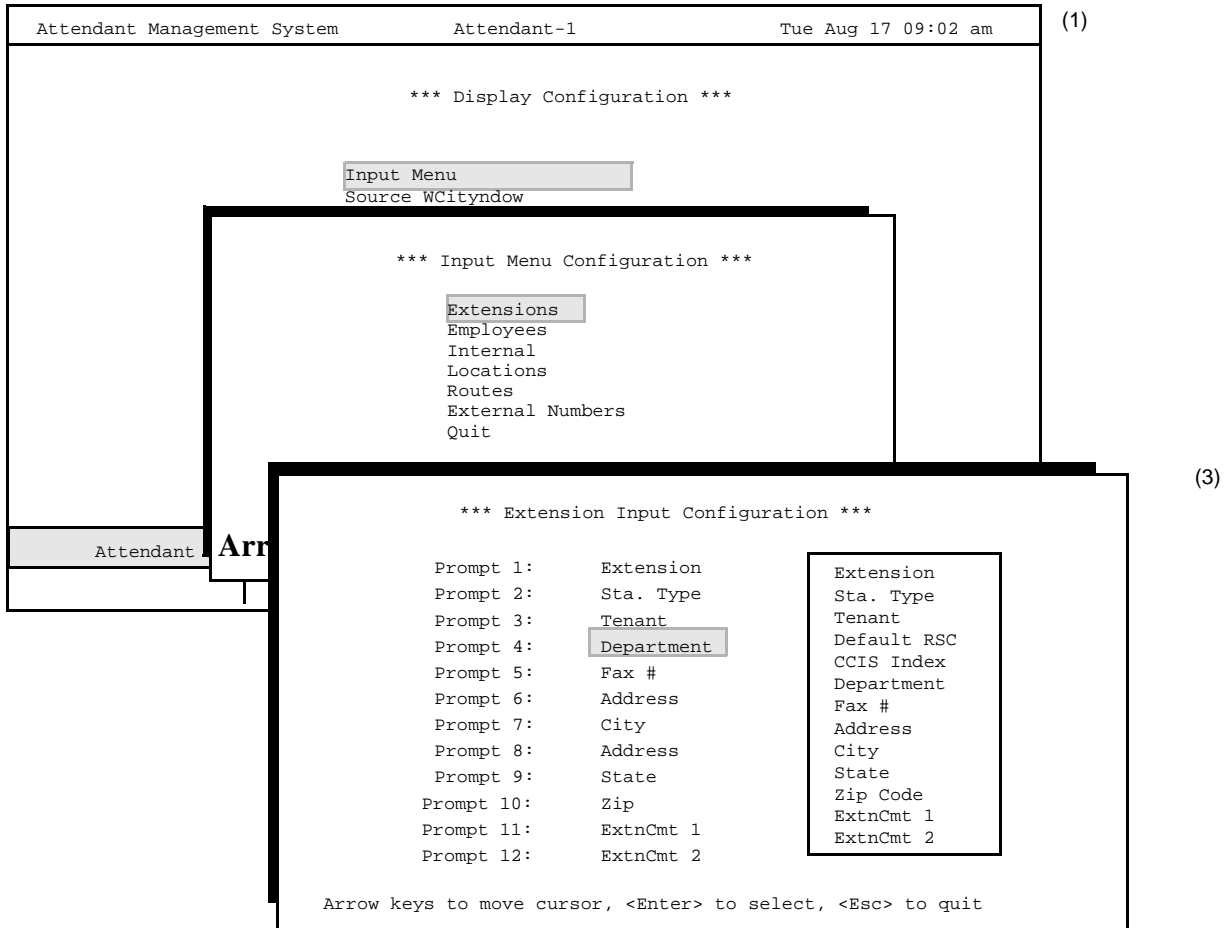 Attendant Management System Attendant-1 Tue Aug 17 09:02 am
(1)
*** Display Configuration ***
Input Menu
Source WCityndow
*** Input Menu Configuration ***
Extensions
Employees
Internal
Locations
Routes
External Numbers
Quit
Attendant
Arr
(3)
*** Extension Input Configuration ***
Prompt 1: Extension
Prompt 2: Sta. Type
Prompt 3: Tenant
Prompt 4: Department
Prompt 5: Fax #
Prompt 6: Address
Prompt 7: City
Prompt 8: Address
Prompt 9: State
Prompt 10: Zip
Prompt 11: ExtnCmt 1
Prompt 12: ExtnCmt 2
Extension
Sta. Type
Tenant
Default RSC
CCIS Index
Department
Fax #
Address
City
State
Zip Code
ExtnCmt 1
ExtnCmt 2
Arrow keys to move cursor, <Enter> to select, <Esc> to quit